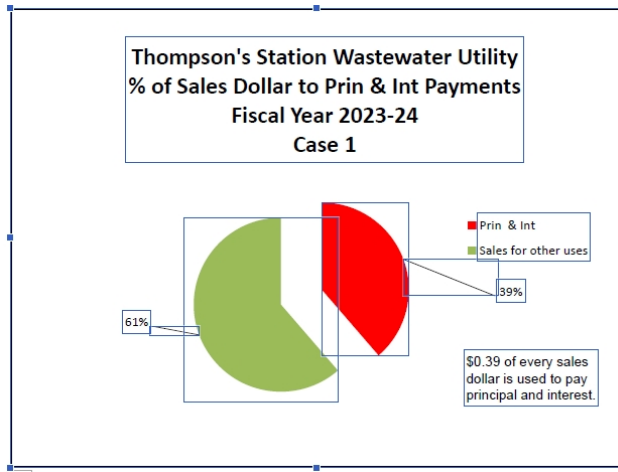 Thompson's Station Wastewater Utility
% of Sales Dollar to Prin & Int Payments
Fiscal Year 2023-24
Case 1
Prin & Int
Sales for other uses
39%
61%
$0.39 of every sales
dollar is used to pay
principal and interest.